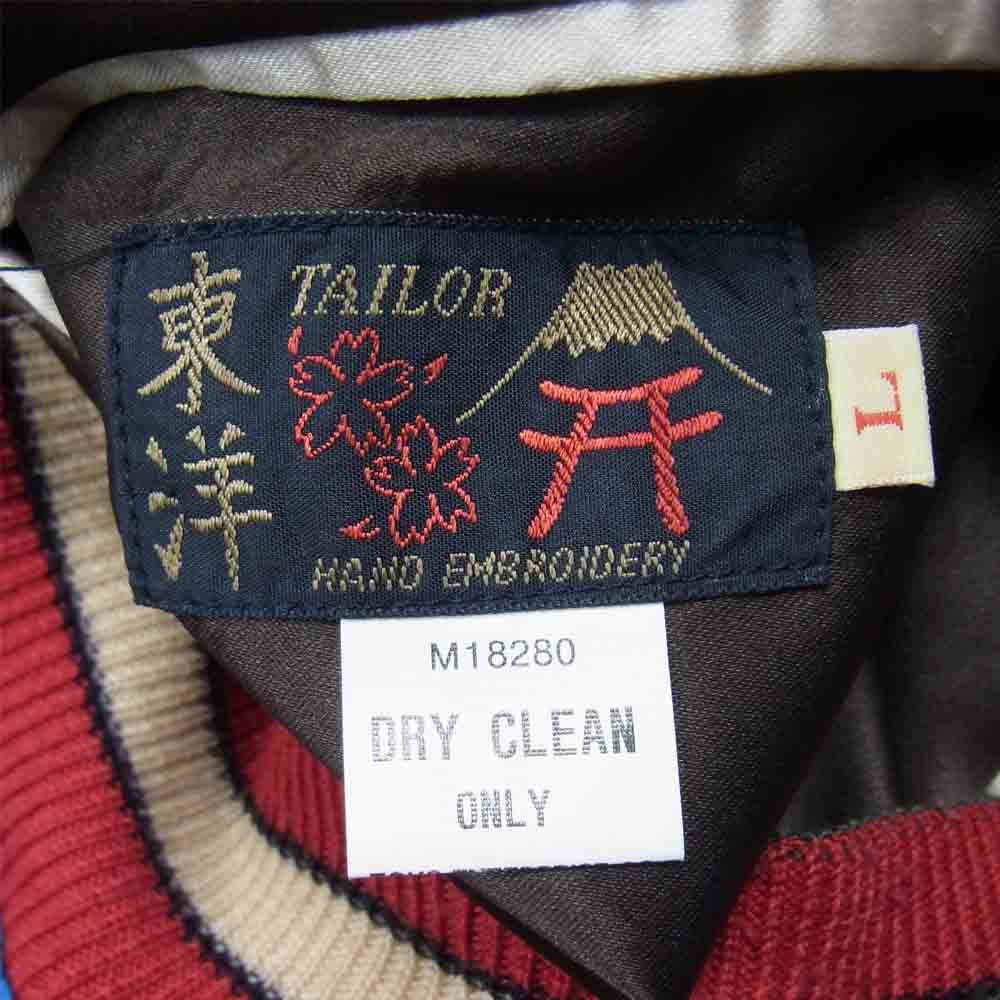 東洋
TAILOR
HAND EMBROIDERY
L
M18280
DRY CLEAN
ONLY